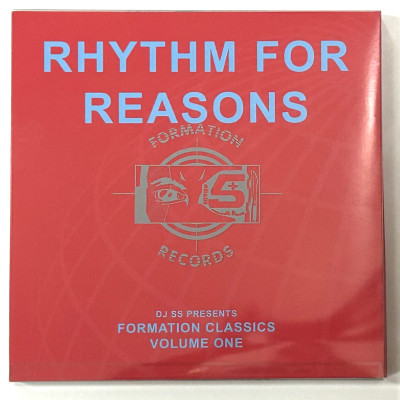 RHYTHM FOR
REASONS
FORMATION
S
RECORDS
DJ SS PRESENTS
FORMATION CLASSICS
VOLUME ONE